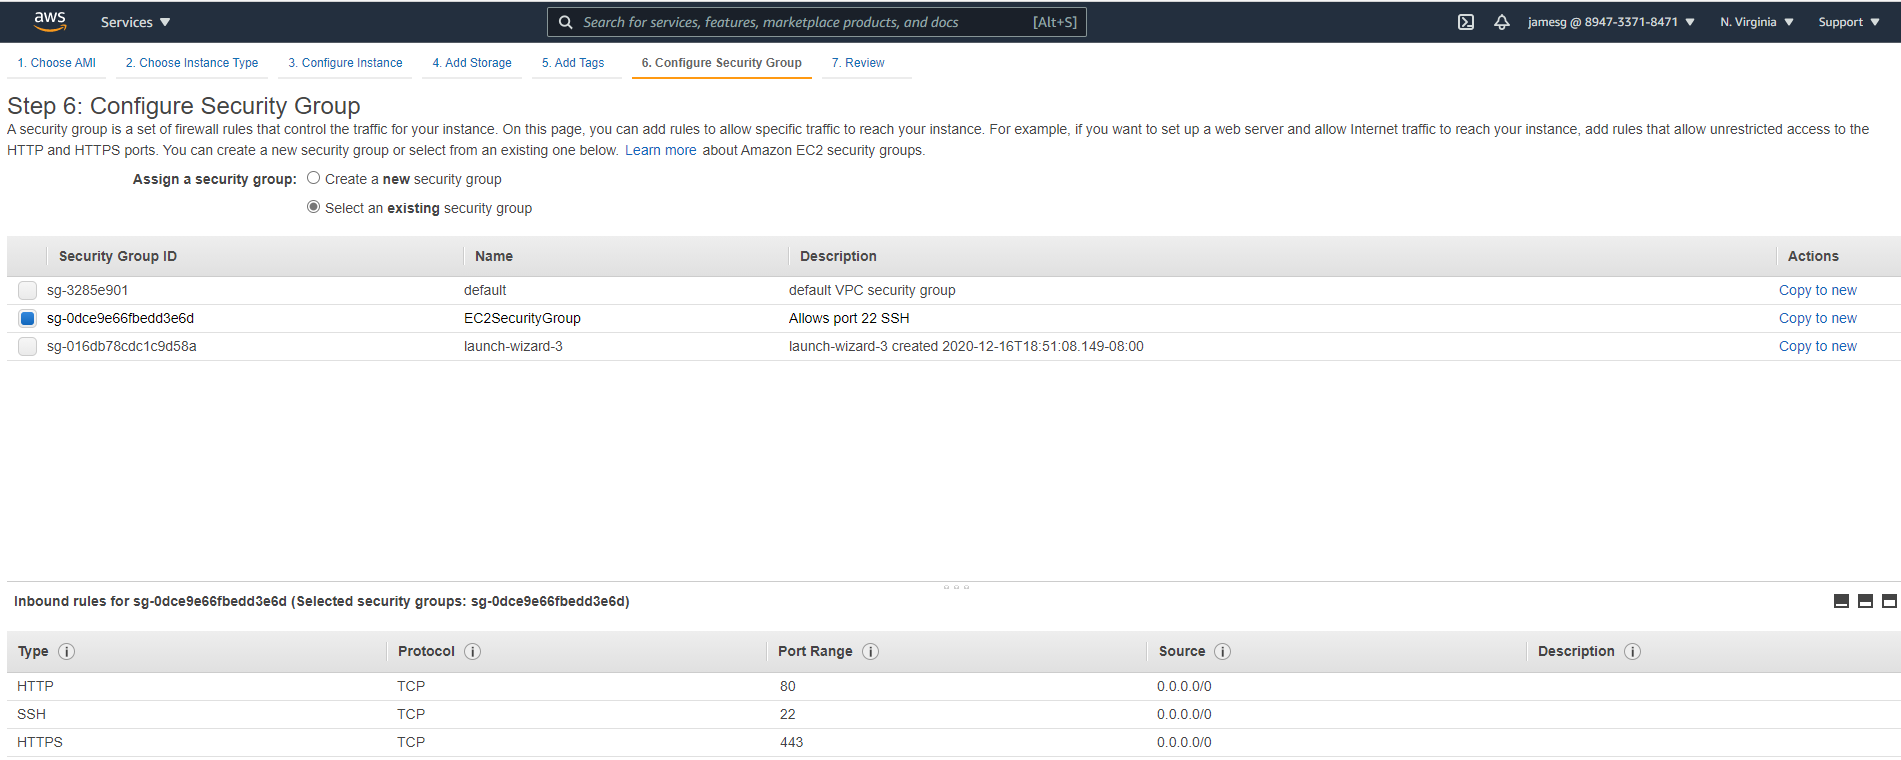 aws Services Search for services, features, marketplace products, and docs [Alt+S] jamesg @ 8947-3371-8471 N. Virginia Support
1. Choose AMI 2. Choose Instance Type 3. Configure Instance 4. Add Storage 5. Add Tags 6. Configure Security Group 7. Review
Step 6: Configure Security Group
A security group is a set of firewall rules that control the traffic for your instance. On this page, you can add rules to allow specific traffic to reach your instance. For example, if you want to set up a web server and allow Internet traffic to reach your instance, add rules that allow unrestricted access to the
HTTP and HTTPS ports. You can create a new security group or select from an existing one below. Learn more about Amazon EC2 security groups.
Assign a security group: Create a new security group
Select an existing security group
Security Group ID Name Description Actions
sg-3285e901 default default VPC security group Copy to new
sg-0dce9e66fbedd3e6d EC2SecurityGroup Allows port 22 SSH Copy to new
sg-016db78cdc1c9d58a launch-wizard-3 launch-wizard-3 created 2020-12-16T18:51:08.149-08:00 Copy to new
Inbound rules for sg-0dce9e66fbedd3e6d (Selected security groups: sg-0dce9e66fbedd3e6d)
Type i Protocol i Port Range i Source i Description i
HTTP TCP 80 0.0.0.0/0
SSH TCP 22 0.0.0.0/0
HTTPS TCP 443 0.0.0.0/0